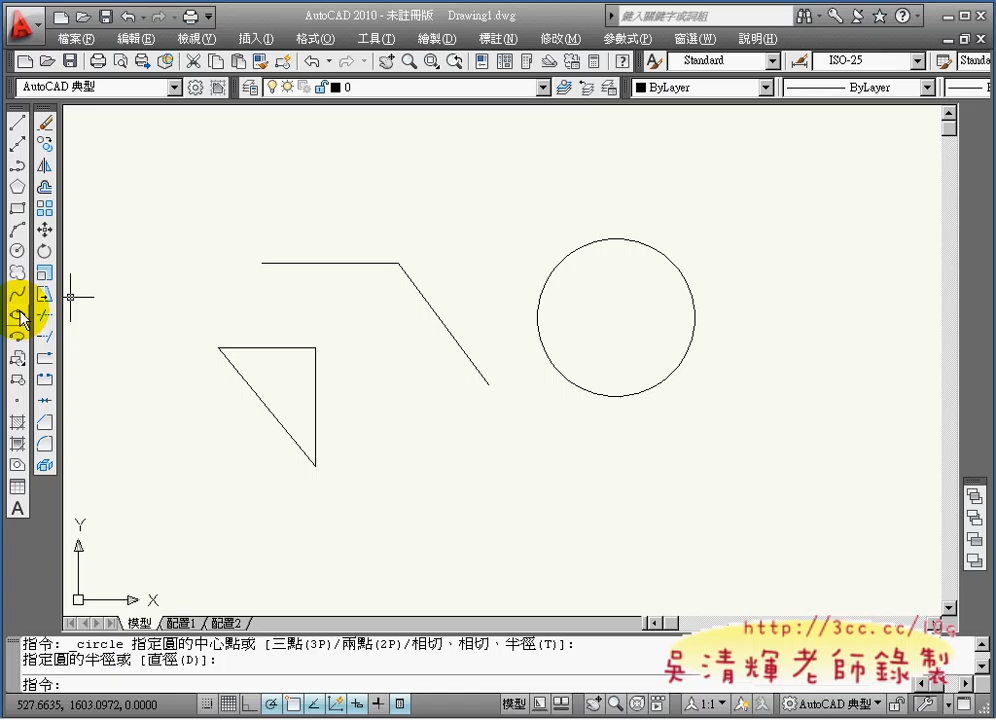 AutoCAD 2010 - 未註冊版 Drawing1.dwg
鍵入關鍵字或詞組
檔案(F) 編輯(E) 檢視(V) 插入(I) 格式(O) 工具(T) 繪製(D) 標註(N) 修改(M) 參數式(P) 視窗(W) 說明(H)
Standard ISO-25 Standa
AutoCAD 典型 0 ByLayer ByLayer
A
Y
X
模型 配置1 配置2
指令: _circle 指定圓的中心點或 [三點(3P)/兩點(2P)/相切、相切、半徑(T)]:
指定圓的半徑或 [直徑(D)]:
指令:
吳清輝老師錄製
527.6635, 1603.0972, 0.0000 模型 1:1 AutoCAD 典型